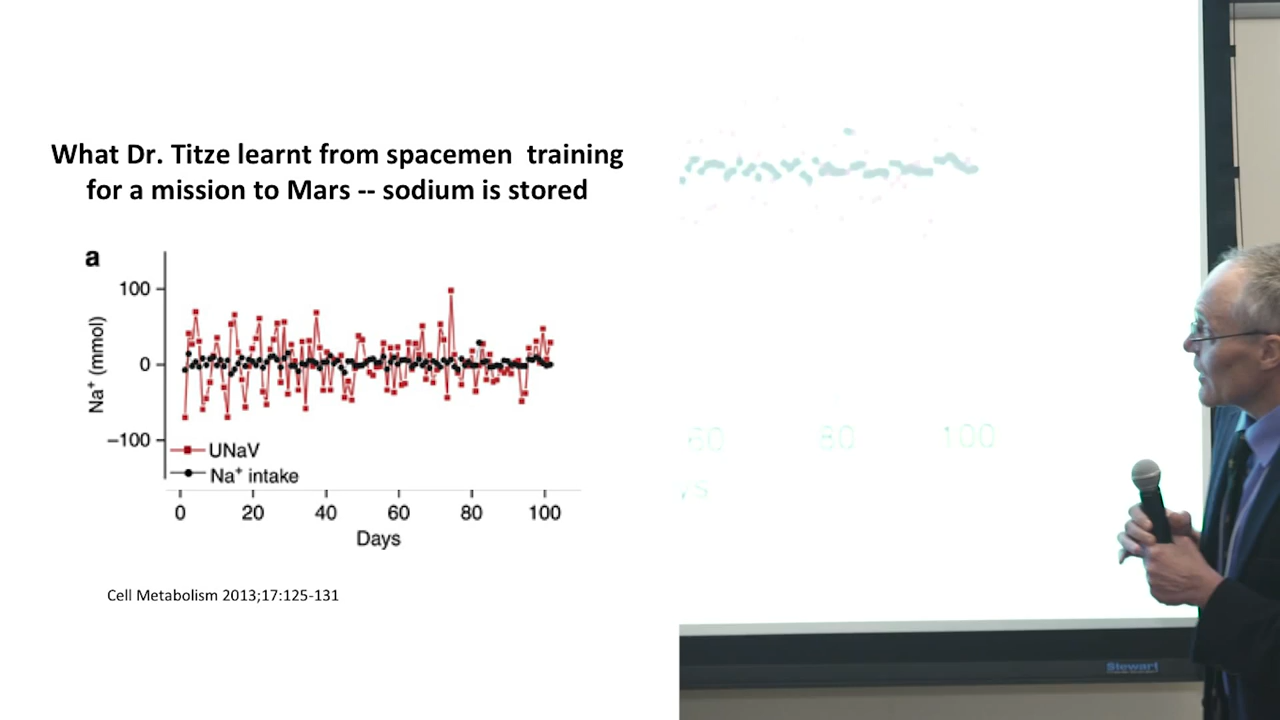 What Dr. Titze learnt from spacemen  training
for a mission to Mars -- sodium is stored
a
100
0
−100
Na⁺ (mmol)
UNaV
Na⁺ intake
0 20 40 60 80 100
Days
Cell Metabolism 2013;17:125-131
60 80 100
Stewart